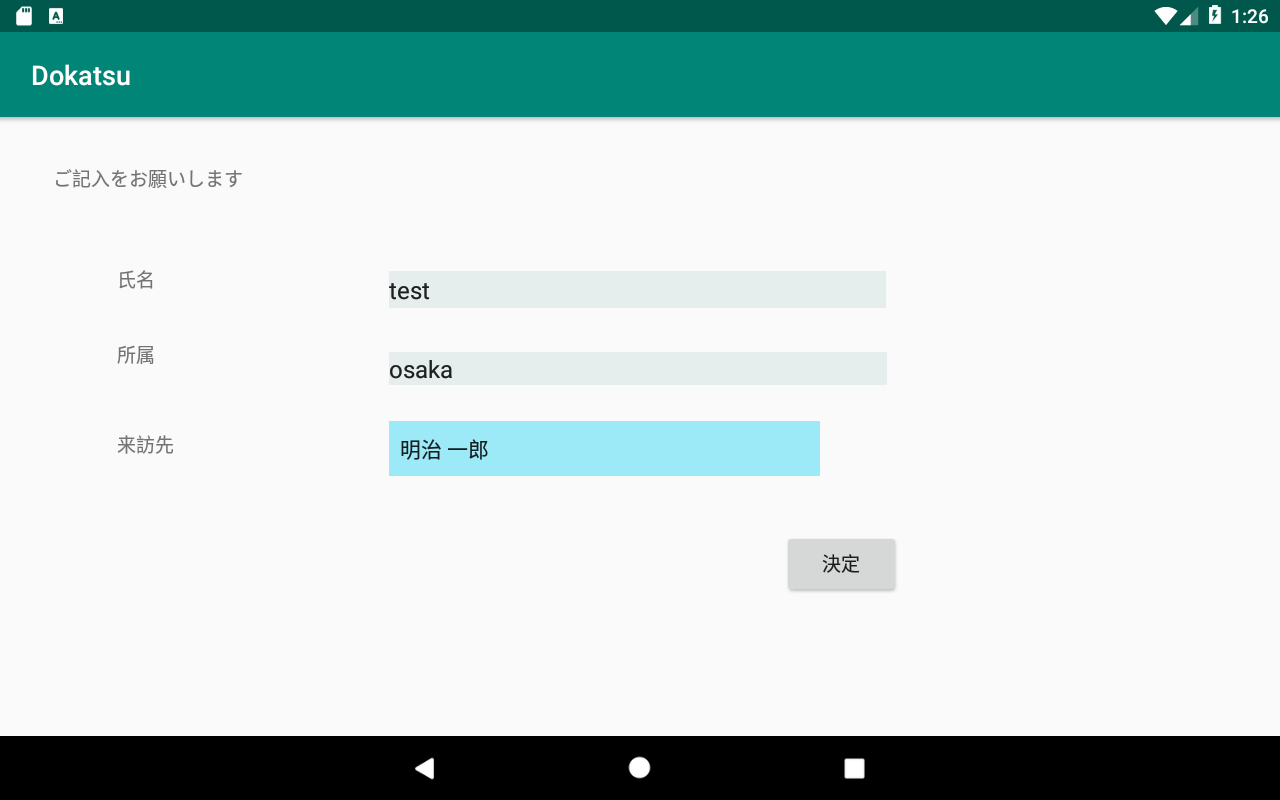 1:26
Dokatsu
ご記入をお願いします
氏名 test
所属 osaka
来訪先 明治 一郎
決定